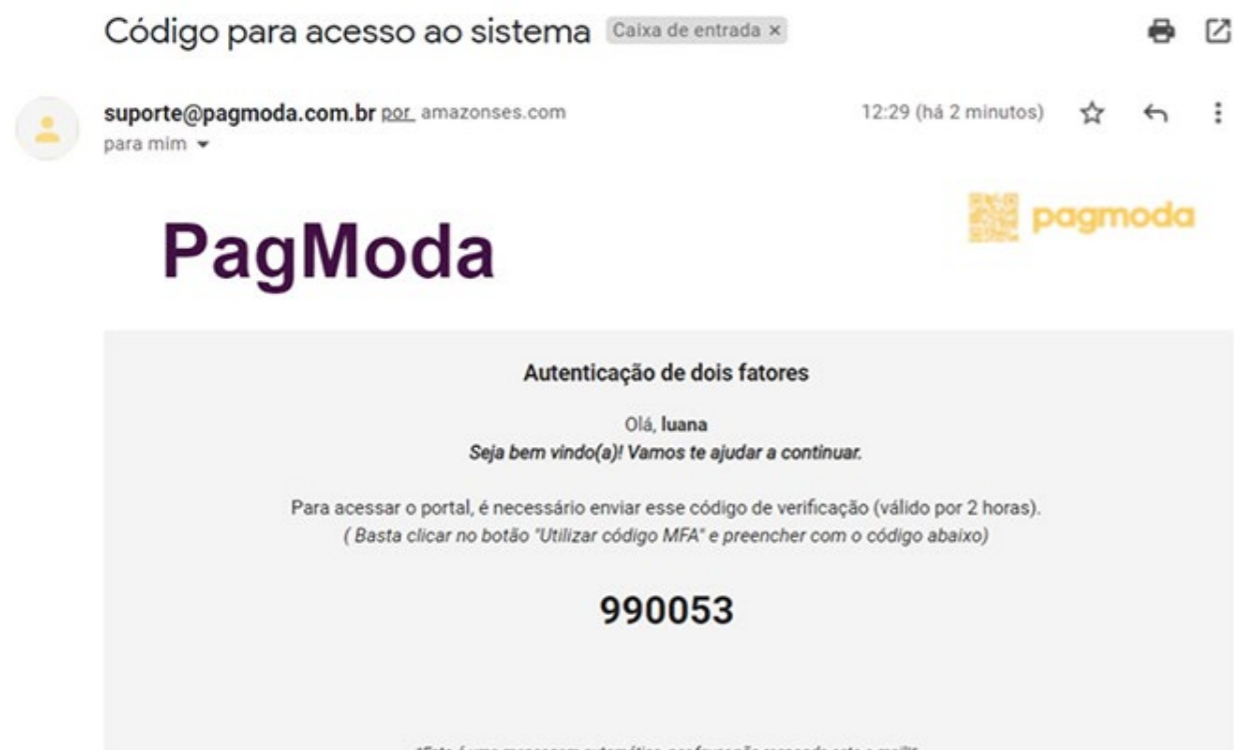 Código para acesso ao sistema Caixa de entrada ×
suporte@pagmoda.com.br por amazonses.com 12:29 (há 2 minutos)
para mim
PagModa
pagmoda
Autenticação de dois fatores
Olá, luana
Seja bem vindo(a)! Vamos te ajudar a continuar.
Para acessar o portal, é necessário enviar esse código de verificação (válido por 2 horas).
( Basta clicar no botão "Utilizar código MFA" e preencher com o código abaixo)
990053